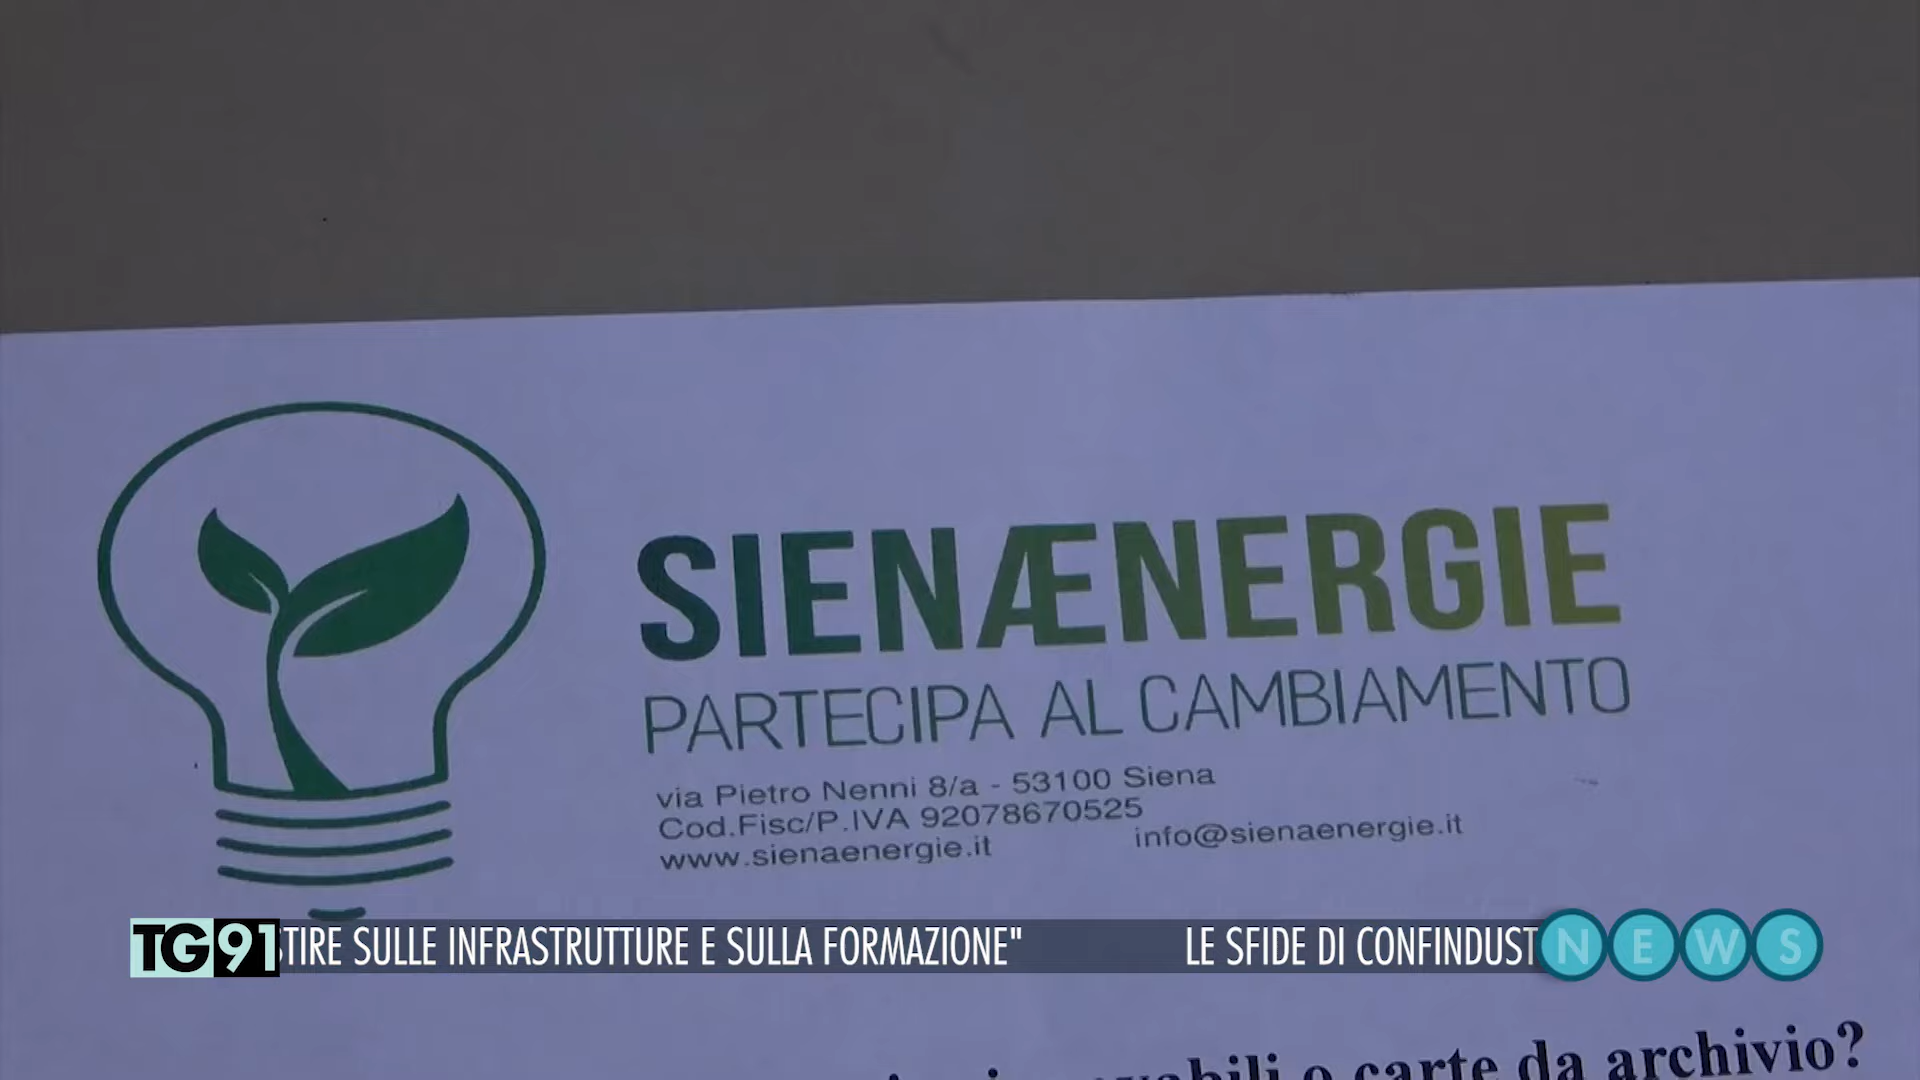 SIENÆNERGIE
PARTECIPA AL CAMBIAMENTO
via Pietro Nenni 8/a - 53100 Siena
Cod.Fisc/P.IVA 92078670525
www.sienaenergie.it info@sienaenergie.it
TG91 STIRE SULLE INFRASTRUTTURE E SULLA FORMAZIONE" LE SFIDE DI CONFINDUST NEWS
o carte da archivio?